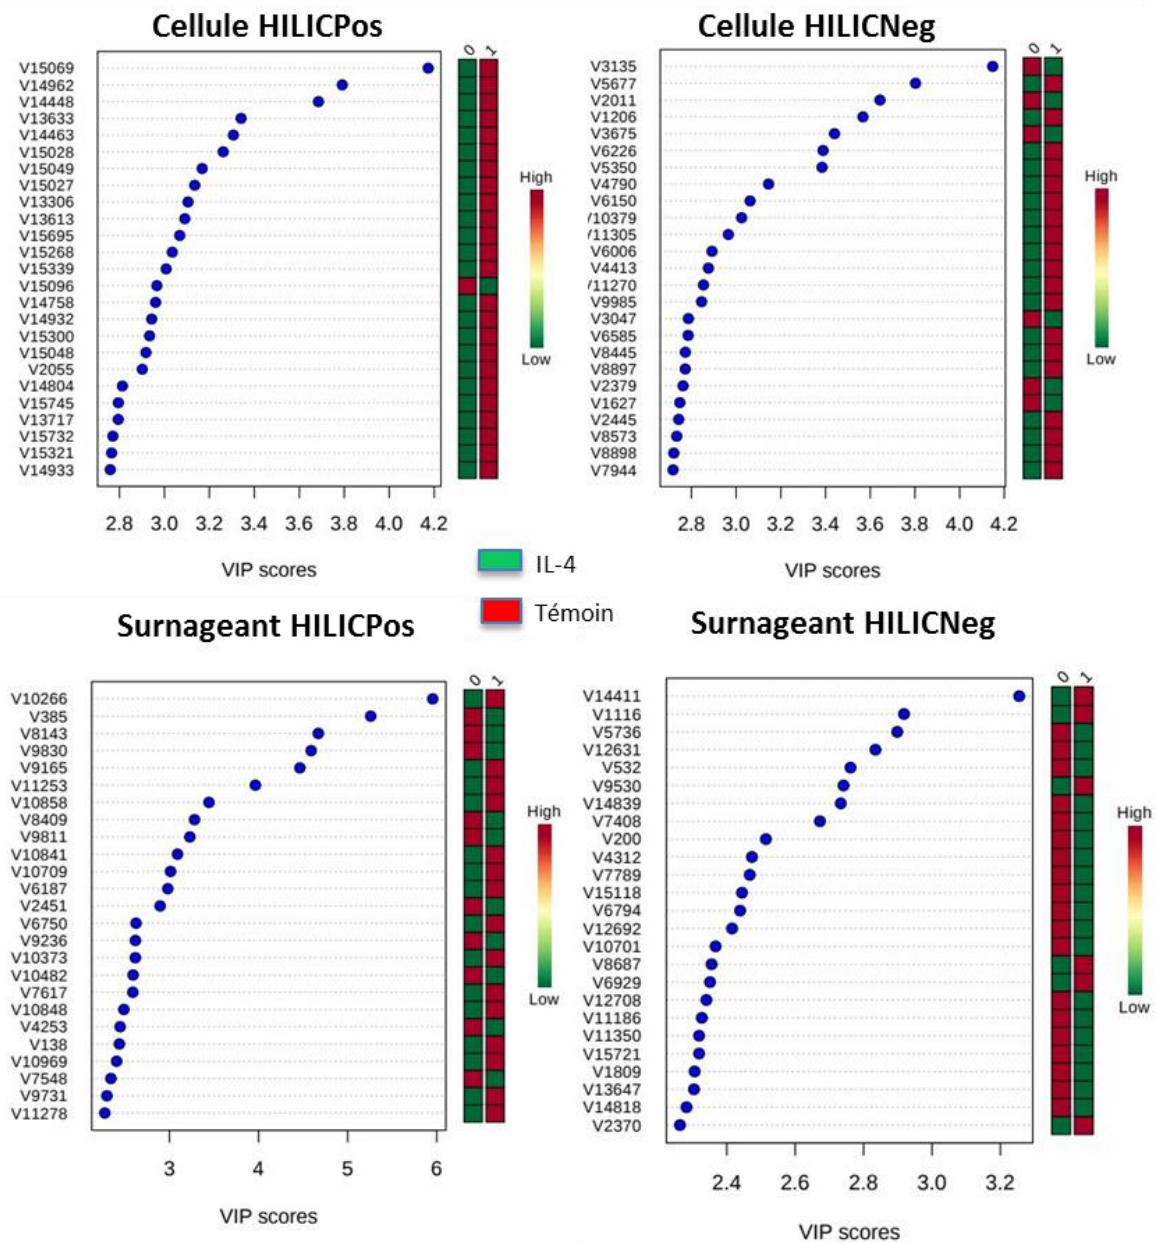 Cellule HILICPos
0 1
V15069
V14962
V14448
V13633
V14463
V15028
V15049
V15027
V13306
V13613
V15695
V15268
V15339
V15096
V14758
V14932
V15300
V15048
V2055
V14804
V15745
V13717
V15732
V15321
V14933
High
Low
2.8 3.0 3.2 3.4 3.6 3.8 4.0 4.2
VIP scores
Cellule HILICNeg
0 1
V3135
V5677
V2011
V1206
V3675
V6226
V5350
V4790
V6150
V10379
V11305
V6006
V4413
V11270
V9985
V3047
V6585
V8445
V8897
V2379
V1627
V2445
V8573
V8898
V7944
High
Low
2.8 3.0 3.2 3.4 3.6 3.8 4.0 4.2
VIP scores
IL-4
Témoin
Surnageant HILICPos
0 1
V10266
V385
V8143
V9830
V9165
V11253
V10858
V8409
V9811
V10841
V10709
V6187
V2451
V6750
V9236
V10373
V10482
V7617
V10848
V4253
V138
V10969
V7548
V9731
V11278
High
Low
3 4 5 6
VIP scores
Surnageant HILICNeg
0 1
V14411
V1116
V5736
V12631
V532
V9530
V14839
V7408
V200
V4312
V7789
V15118
V6794
V12692
V10701
V8687
V6929
V12708
V11186
V11350
V15721
V1809
V13647
V14818
V2370
High
Low
2.4 2.6 2.8 3.0 3.2
VIP scores